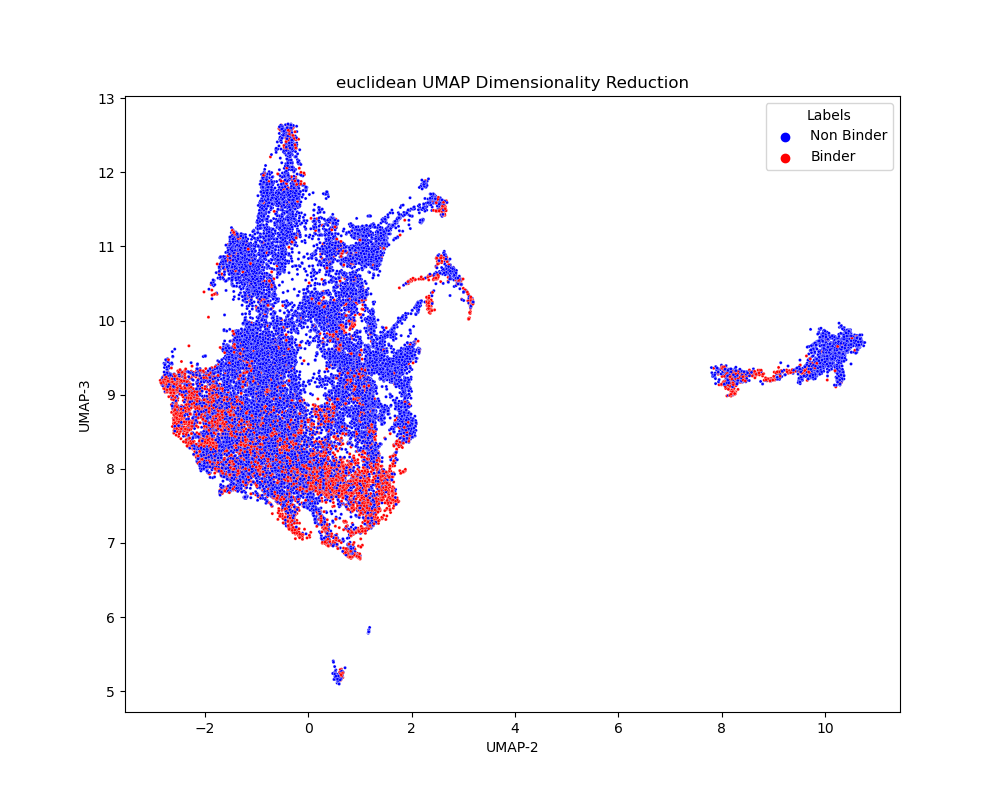 euclidean UMAP Dimensionality Reduction
Labels
Non Binder
Binder
13
12
11
10
9
8
7
6
5
UMAP-3
−2
0
2
4
6
8
10
UMAP-2